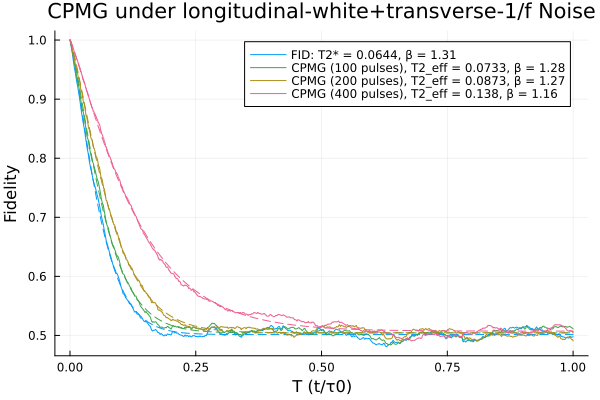 CPMG under longitudinal-white+transverse-1/f Noise
FID: T2* = 0.0644, β = 1.31
CPMG (100 pulses), T2_eff = 0.0733, β = 1.28
CPMG (200 pulses), T2_eff = 0.0873, β = 1.27
CPMG (400 pulses), T2_eff = 0.138, β = 1.16
Fidelity
1.0
0.9
0.8
0.7
0.6
0.5
0.00 0.25 0.50 0.75 1.00
T (t/τ0)